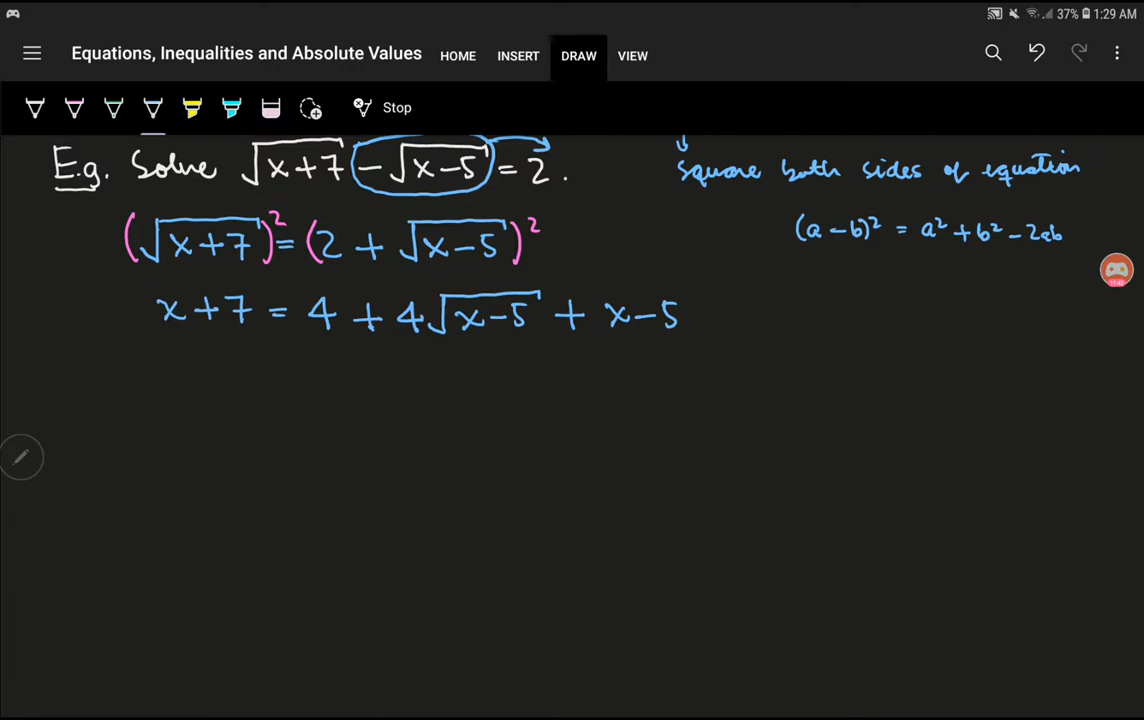 37% 1:29 AM
Equations, Inequalities and Absolute Values HOME INSERT DRAW VIEW
Stop
E.g. Solve √(x+7) − √(x−5) = 2.
square both sides of equation
(√(x+7))² = (2 + √(x−5))²
(a − b)² = a² + b² − 2ab
x + 7 = 4 + 4√(x−5) + x − 5